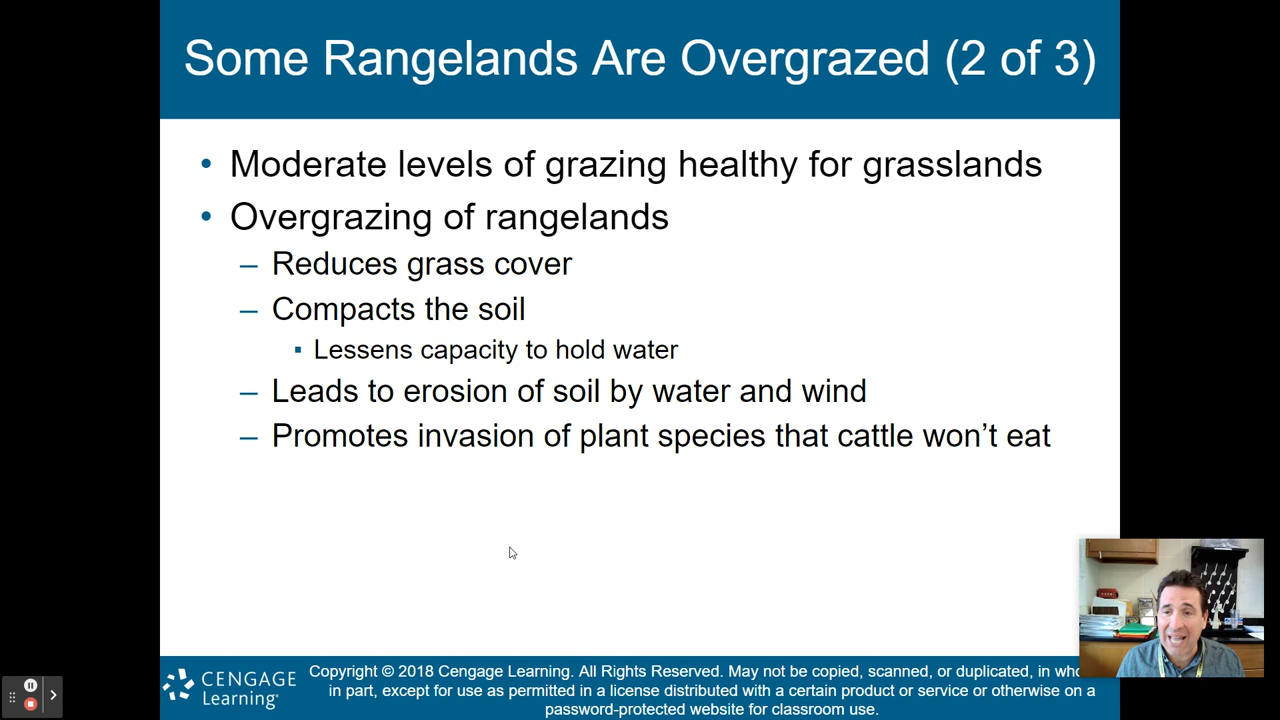 Some Rangelands Are Overgrazed (2 of 3)
• Moderate levels of grazing healthy for grasslands
• Overgrazing of rangelands
– Reduces grass cover
– Compacts the soil
▪ Lessens capacity to hold water
– Leads to erosion of soil by water and wind
– Promotes invasion of plant species that cattle won’t eat
CENGAGE
Learning
Copyright © 2018 Cengage Learning. All Rights Reserved. May not be copied, scanned, or duplicated, in
in part, except for use as permitted in a license distributed with a certain product or service or otherwise on a
password-protected website for classroom use.